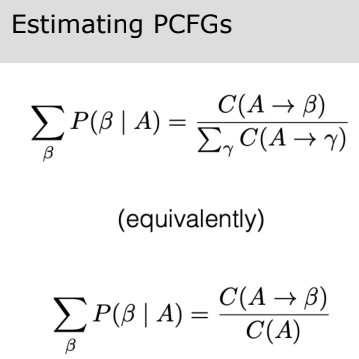 Estimating PCFGs
∑_β P(β | A) = C(A → β) / ∑_γ C(A → γ)
(equivalently)
∑_β P(β | A) = C(A → β) / C(A)